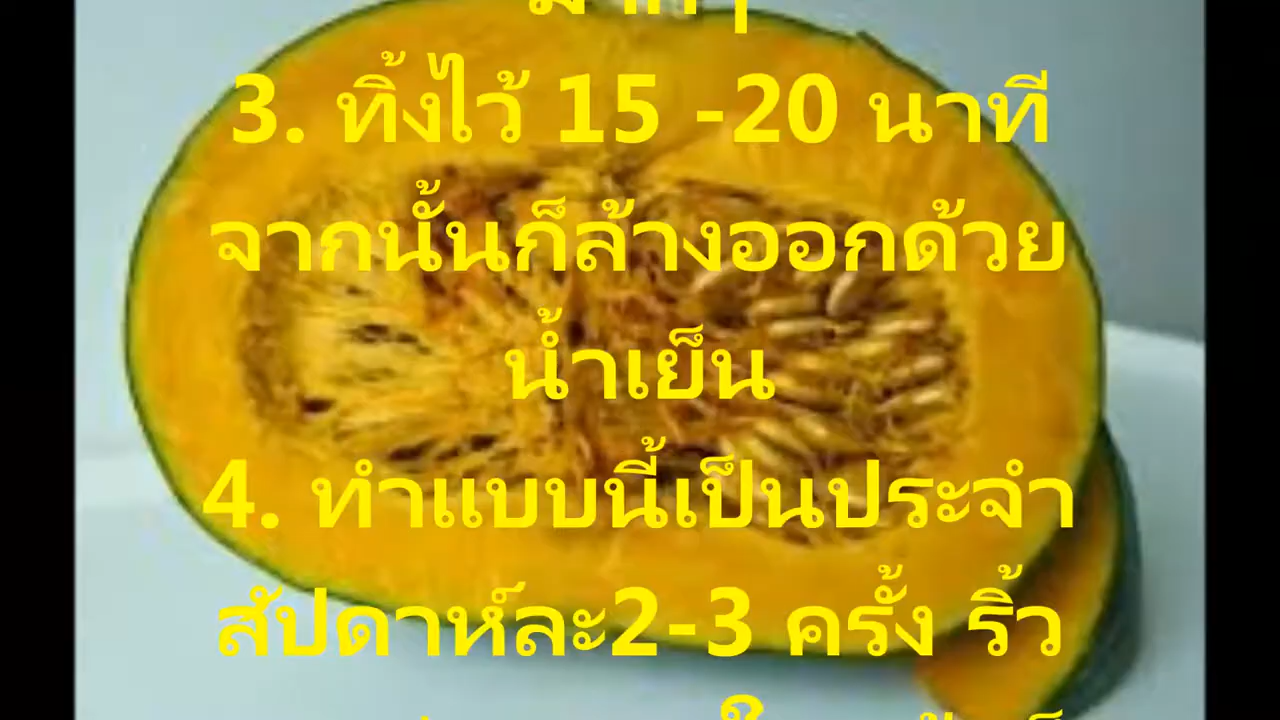 3. ทิ้งไว้ 15 -20 นาที
จากนั้นก็ล้างออกด้วย
น้ำเย็น
4. ทำแบบนี้เป็นประจำ
สัปดาห์ละ2-3 ครั้ง ริ้ว